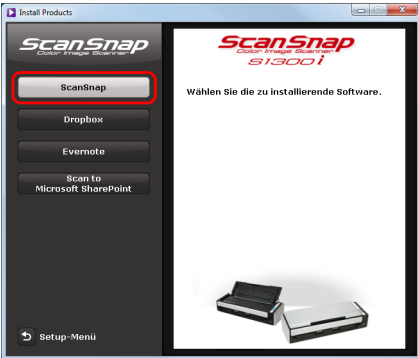 Install Products
ScanSnap
Color Image Scanner
ScanSnap
Dropbox
Evernote
Scan to
Microsoft SharePoint
Setup-Menü
ScanSnap
Color Image Scanner
S1300i
Wählen Sie die zu installierende Software.